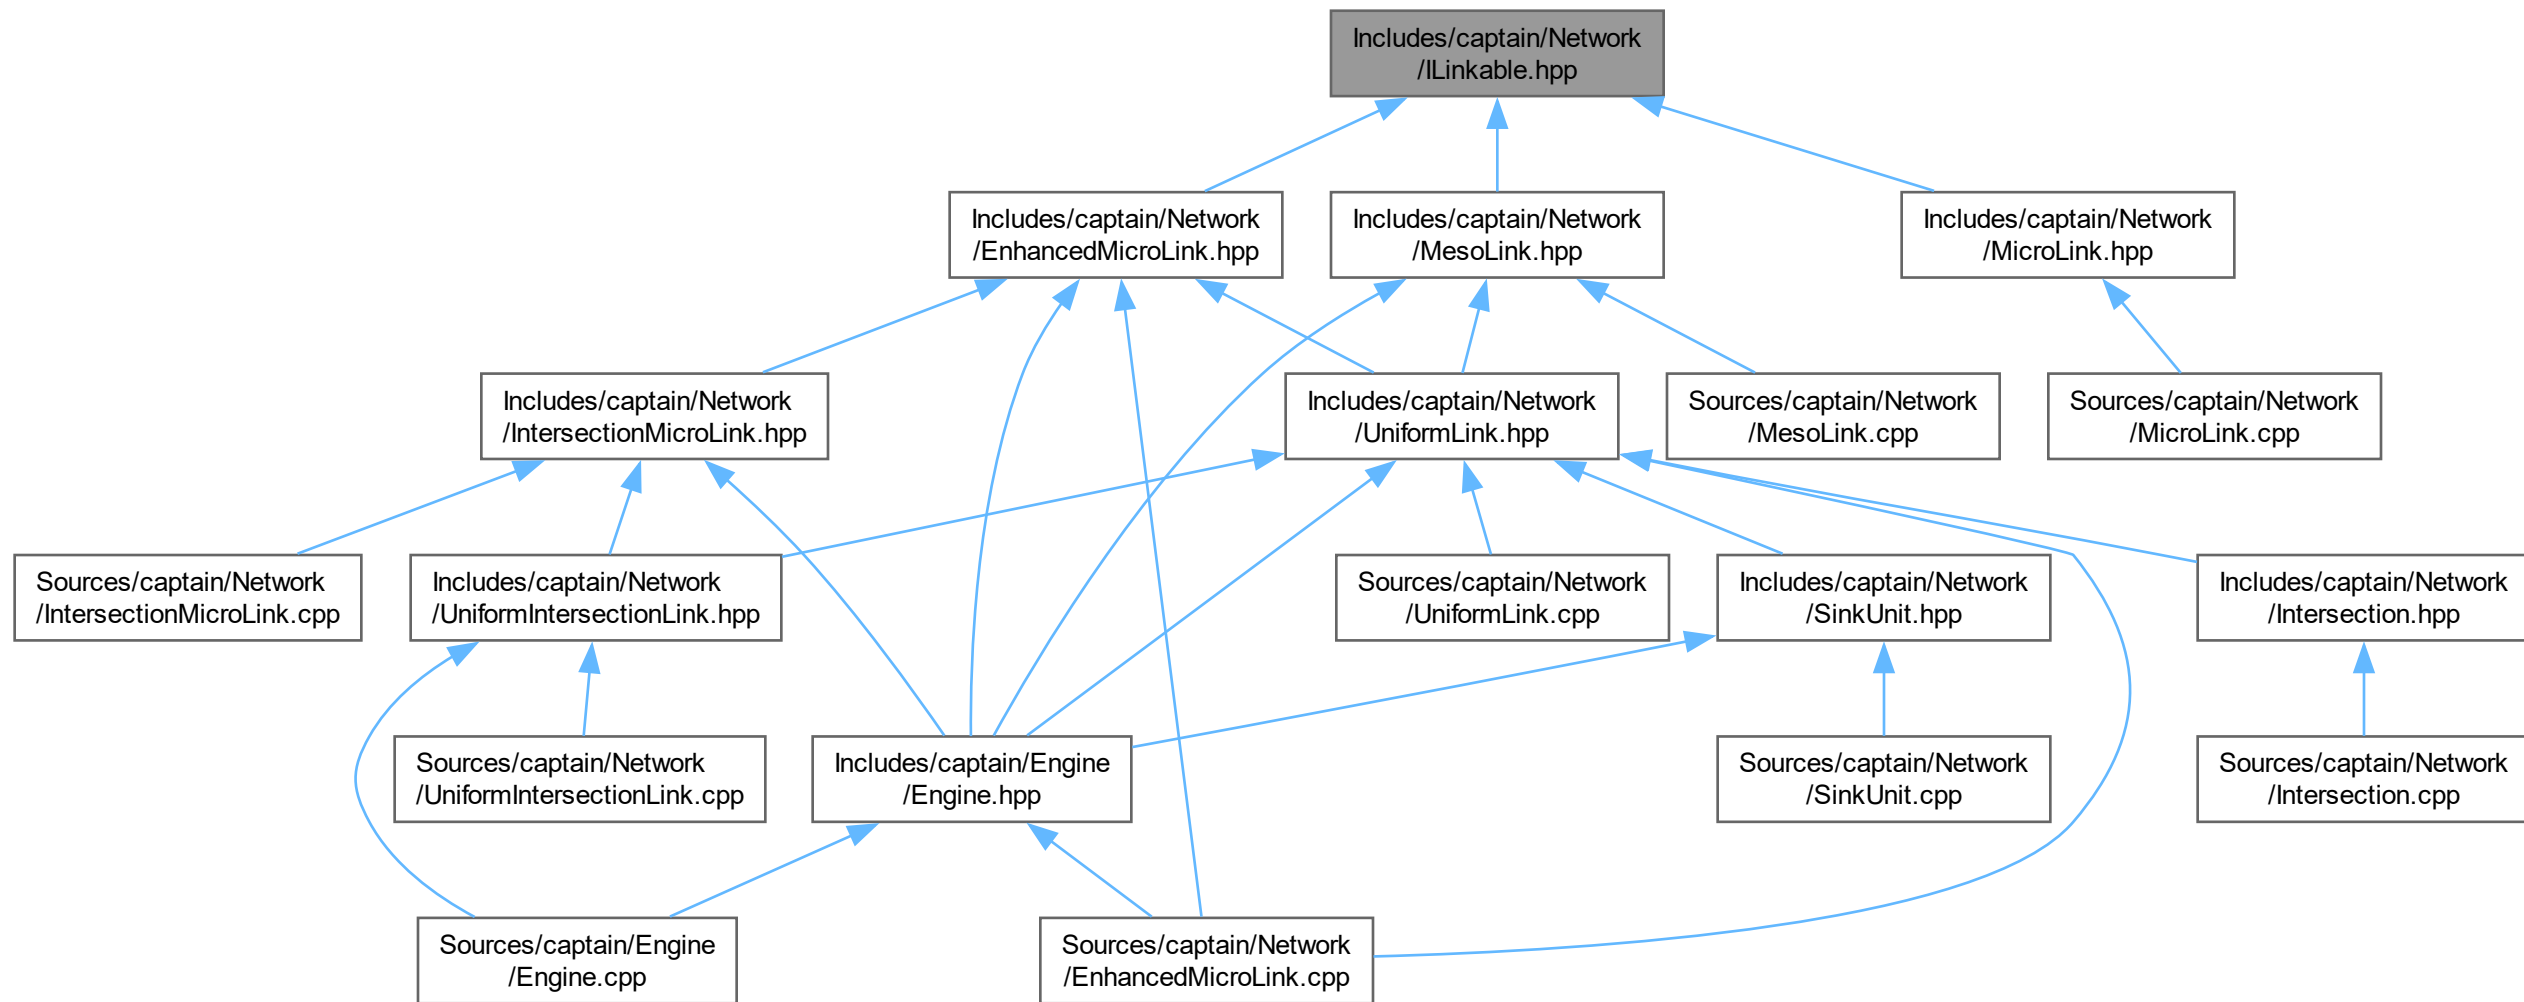 Includes/captain/Network
/ILinkable.hpp
Includes/captain/Network
/EnhancedMicroLink.hpp
Includes/captain/Network
/MesoLink.hpp
Includes/captain/Network
/MicroLink.hpp
Includes/captain/Network
/IntersectionMicroLink.hpp
Includes/captain/Network
/UniformLink.hpp
Sources/captain/Network
/MesoLink.cpp
Sources/captain/Network
/MicroLink.cpp
Sources/captain/Network
/IntersectionMicroLink.cpp
Includes/captain/Network
/UniformIntersectionLink.hpp
Sources/captain/Network
/UniformLink.cpp
Includes/captain/Network
/SinkUnit.hpp
Includes/captain/Network
/Intersection.hpp
Sources/captain/Network
/UniformIntersectionLink.cpp
Includes/captain/Engine
/Engine.hpp
Sources/captain/Network
/SinkUnit.cpp
Sources/captain/Network
/Intersection.cpp
Sources/captain/Engine
/Engine.cpp
Sources/captain/Network
/EnhancedMicroLink.cpp